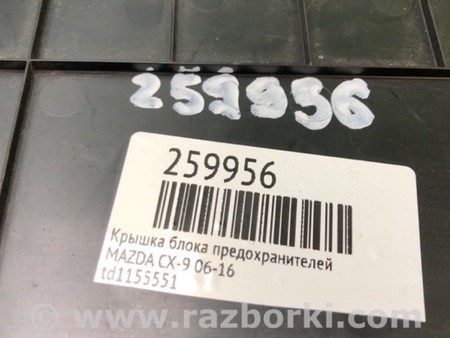 259956
259956
Крышка блока предохранителей
MAZDA CX-9 06-16
td1155551
© www.razborki.com